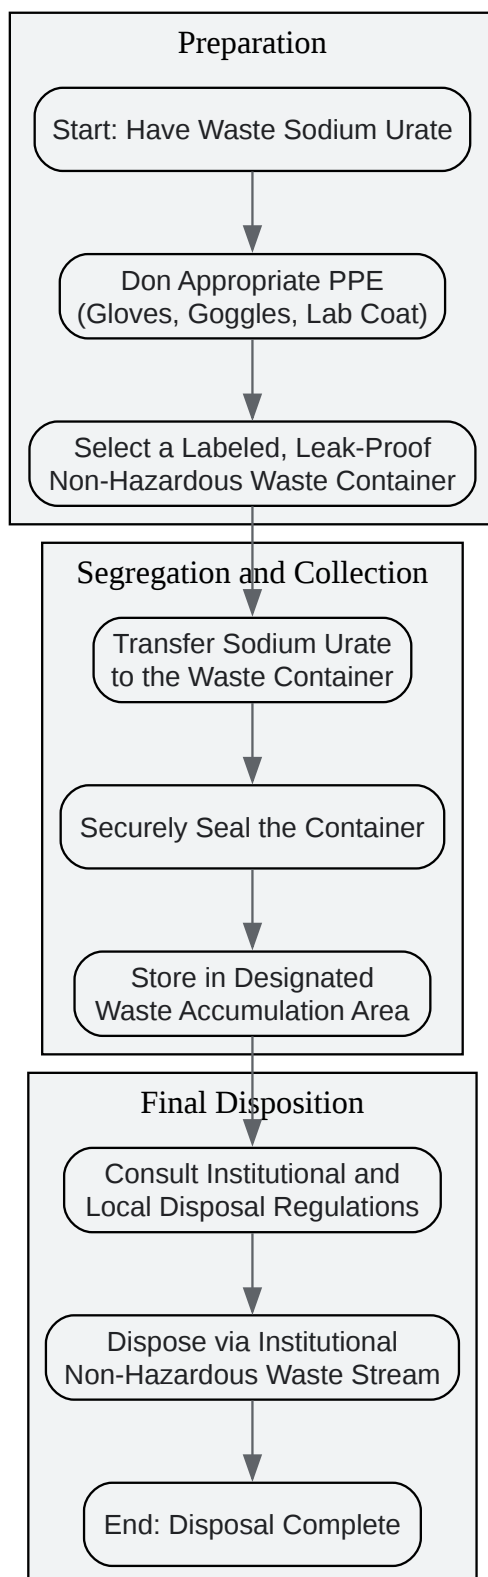 Preparation
Start: Have Waste Sodium Urate
Don Appropriate PPE
(Gloves, Goggles, Lab Coat)
Select a Labeled, Leak-Proof
Non-Hazardous Waste Container
Segregation and Collection
Transfer Sodium Urate
to the Waste Container
Securely Seal the Container
Store in Designated
Waste Accumulation Area
Final Disposition
Consult Institutional and
Local Disposal Regulations
Dispose via Institutional
Non-Hazardous Waste Stream
End: Disposal Complete